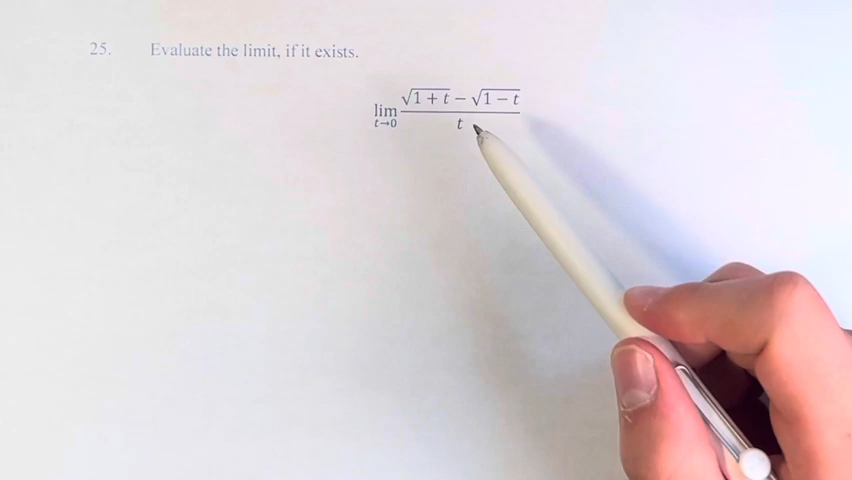 25. Evaluate the limit, if it exists.
lim t→0 (√(1 + t) − √(1 − t)) / t